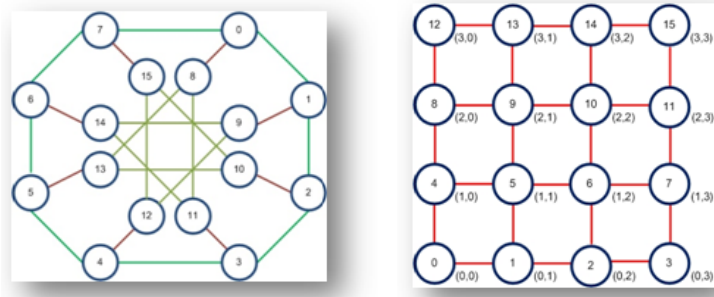 7 0
15 8
6 1
14 9
13 10
5 2
12 11
4 3
12 13 14 15
(3,0) (3,1) (3,2) (3,3)
8 9 10 11
(2,0) (2,1) (2,2) (2,3)
4 5 6 7
(1,0) (1,1) (1,2) (1,3)
0 1 2 3
(0,0) (0,1) (0,2) (0,3)